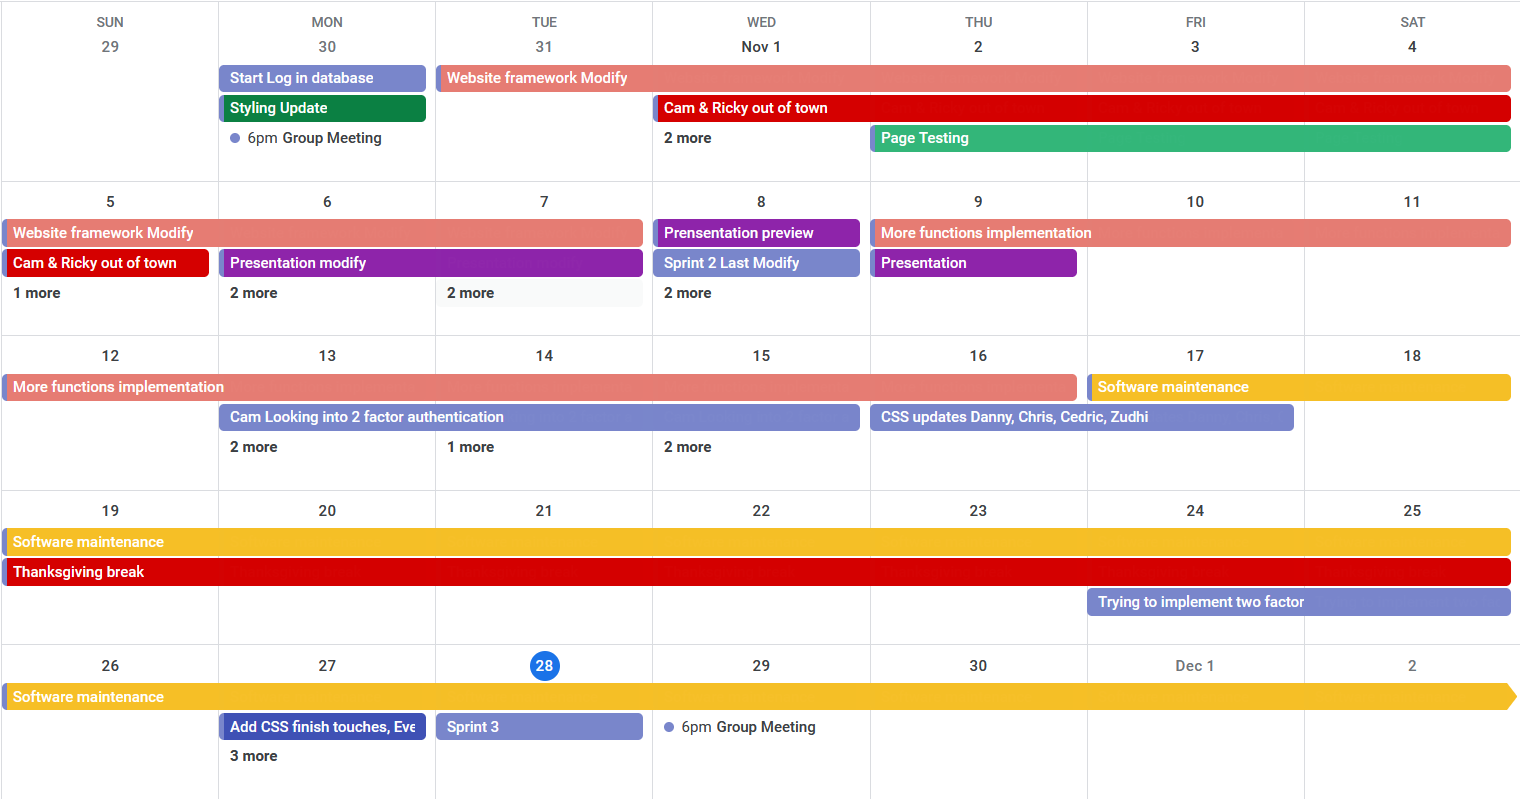 SUN MON TUE WED THU FRI SAT
29 30 31 Nov 1 2 3 4
Start Log in database Website framework Modify
Styling Update Cam & Ricky out of town
6pm Group Meeting 2 more Page Testing
5 6 7 8 9 10 11
Website framework Modify Prensentation preview More functions implementation
Cam & Ricky out of town Presentation modify Sprint 2 Last Modify Presentation
1 more 2 more 2 more 2 more
12 13 14 15 16 17 18
More functions implementation Software maintenance
Cam Looking into 2 factor authentication CSS updates Danny, Chris, Cedric, Zudhi
2 more 1 more 2 more
19 20 21 22 23 24 25
Software maintenance
Thanksgiving break
Trying to implement two factor
26 27 28 29 30 Dec 1 2
Software maintenance
Add CSS finish touches, Eve Sprint 3 6pm Group Meeting
3 more